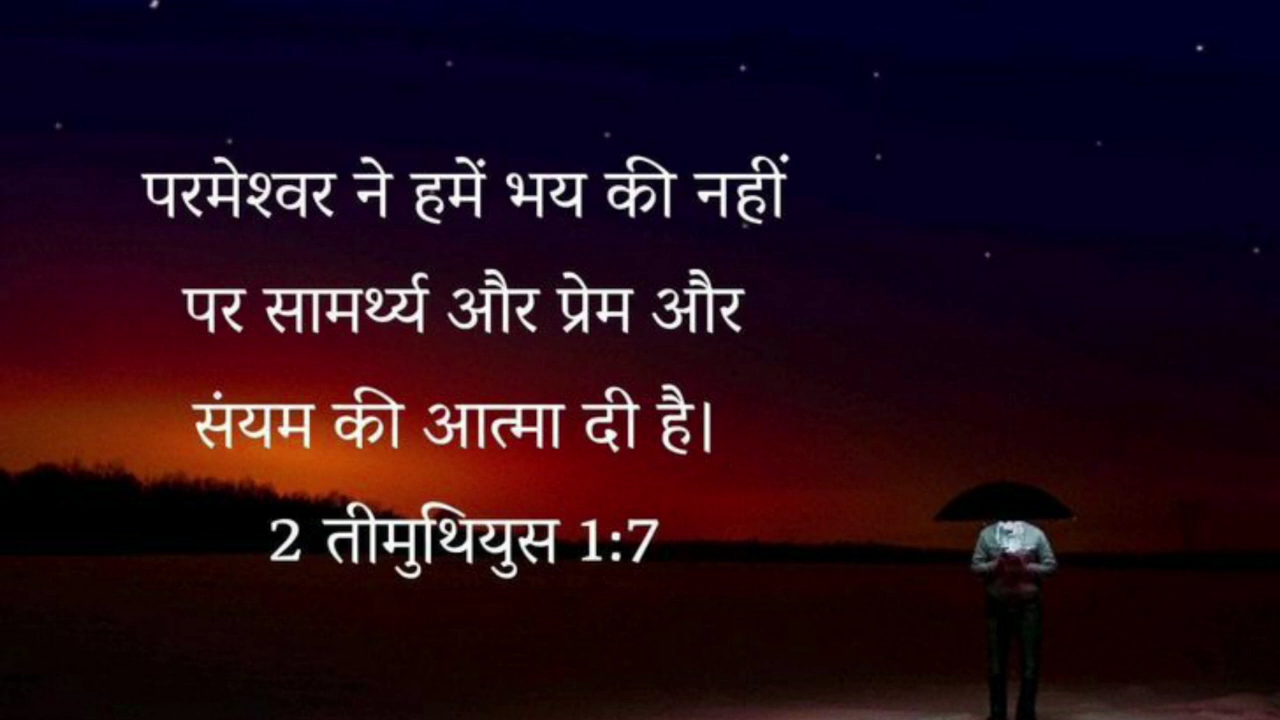 परमेश्वर ने हमें भय की नहीं
पर सामर्थ्य और प्रेम और
संयम की आत्मा दी है।
2 तीमुथियुस 1:7